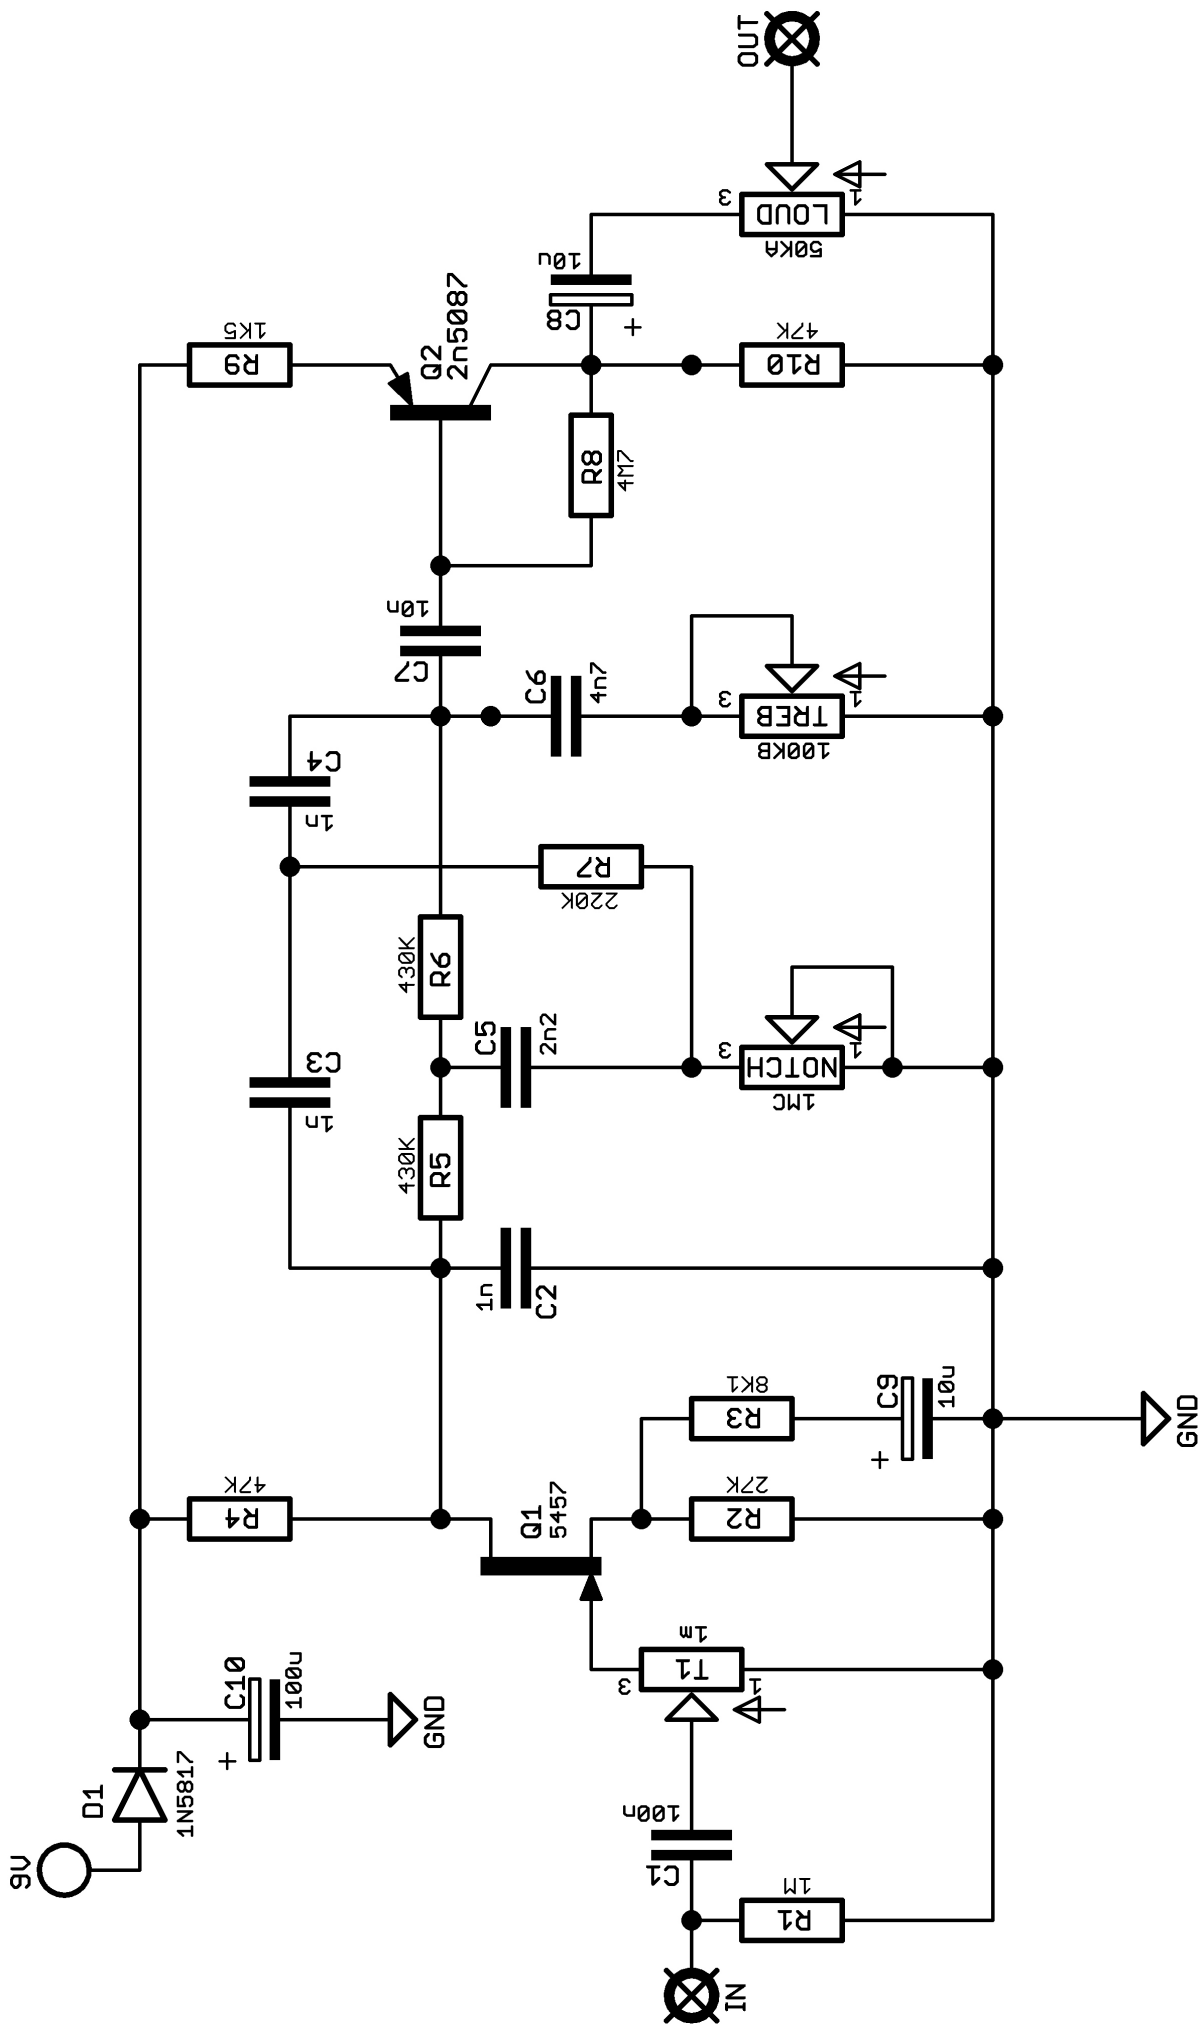 OUT
3
LOUD
1
50KA
10u
C8
+
Q2
2n5087
1K5
R9
47K
R10
R8
4M7
10n
C7
C6
4n7
3
TREB
1
100KB
C4
1n
R7
220K
430K
R6
C3
1n
C5
2n2
3
NOTCH
1
1MC
430K
R5
1n
C2
8K1
R3
C9
+
10u
GND
47K
R4
Q1
5457
27K
R2
1m
T1
3
1
C10
+
100u
GND
D1
1N5817
9V
100n
C1
1M
R1
IN